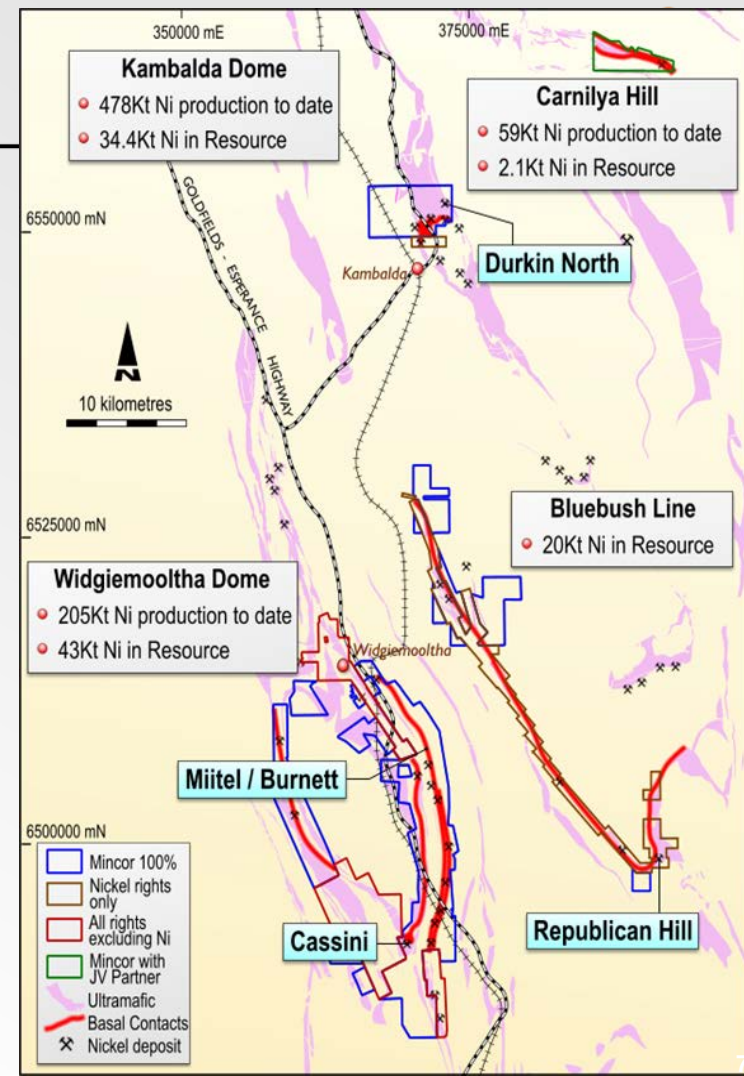 350000 mE
375000 mE
Kambalda Dome
478Kt Ni production to date
34.4Kt Ni in Resource
Carnilya Hill
59Kt Ni production to date
2.1Kt Ni in Resource
6550000 mN
GOLDFIELDS - ESPERANCE HIGHWAY
Kambalda
Durkin North
N
10 kilometres
6525000 mN
Bluebush Line
20Kt Ni in Resource
Widgiemooltha Dome
205Kt Ni production to date
43Kt Ni in Resource
Widgiemooltha
Miitel / Burnett
6500000 mN
Mincor 100%
Nickel rights
only
All rights
excluding Ni
Mincor with
JV Partner
Ultramafic
Basal Contacts
Nickel deposit
Cassini
Republican Hill
7